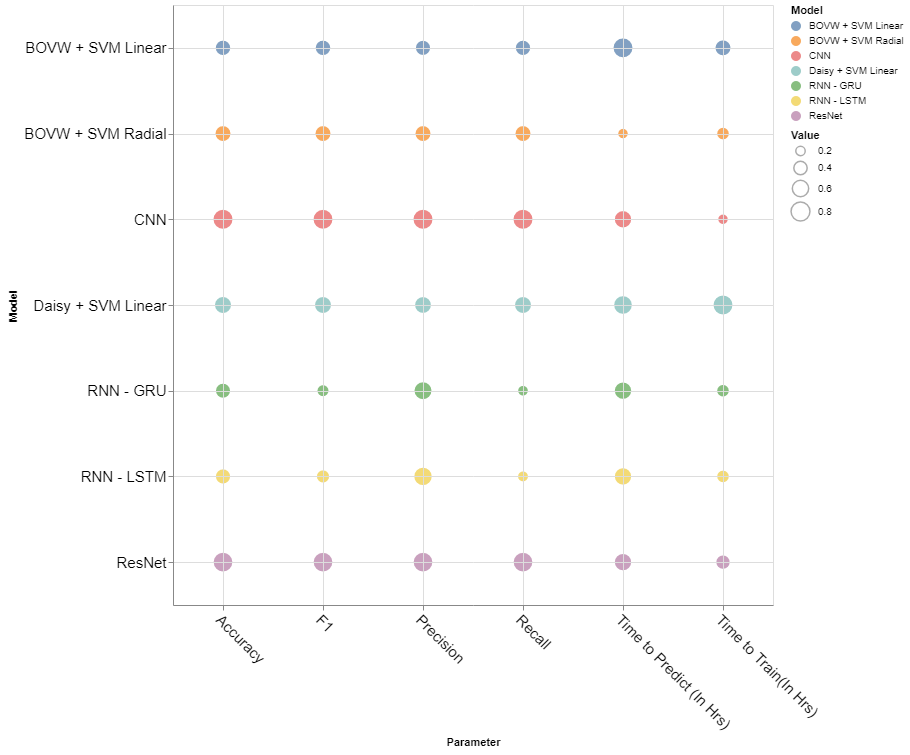 Model
BOVW + SVM Linear
BOVW + SVM Radial
CNN
Daisy + SVM Linear
RNN - GRU
RNN - LSTM
ResNet
Accuracy
F1
Precision
Recall
Time to Predict (In Hrs)
Time to Train(In Hrs)
Parameter
Model
BOVW + SVM Linear
BOVW + SVM Radial
CNN
Daisy + SVM Linear
RNN - GRU
RNN - LSTM
ResNet
Value
0.2
0.4
0.6
0.8